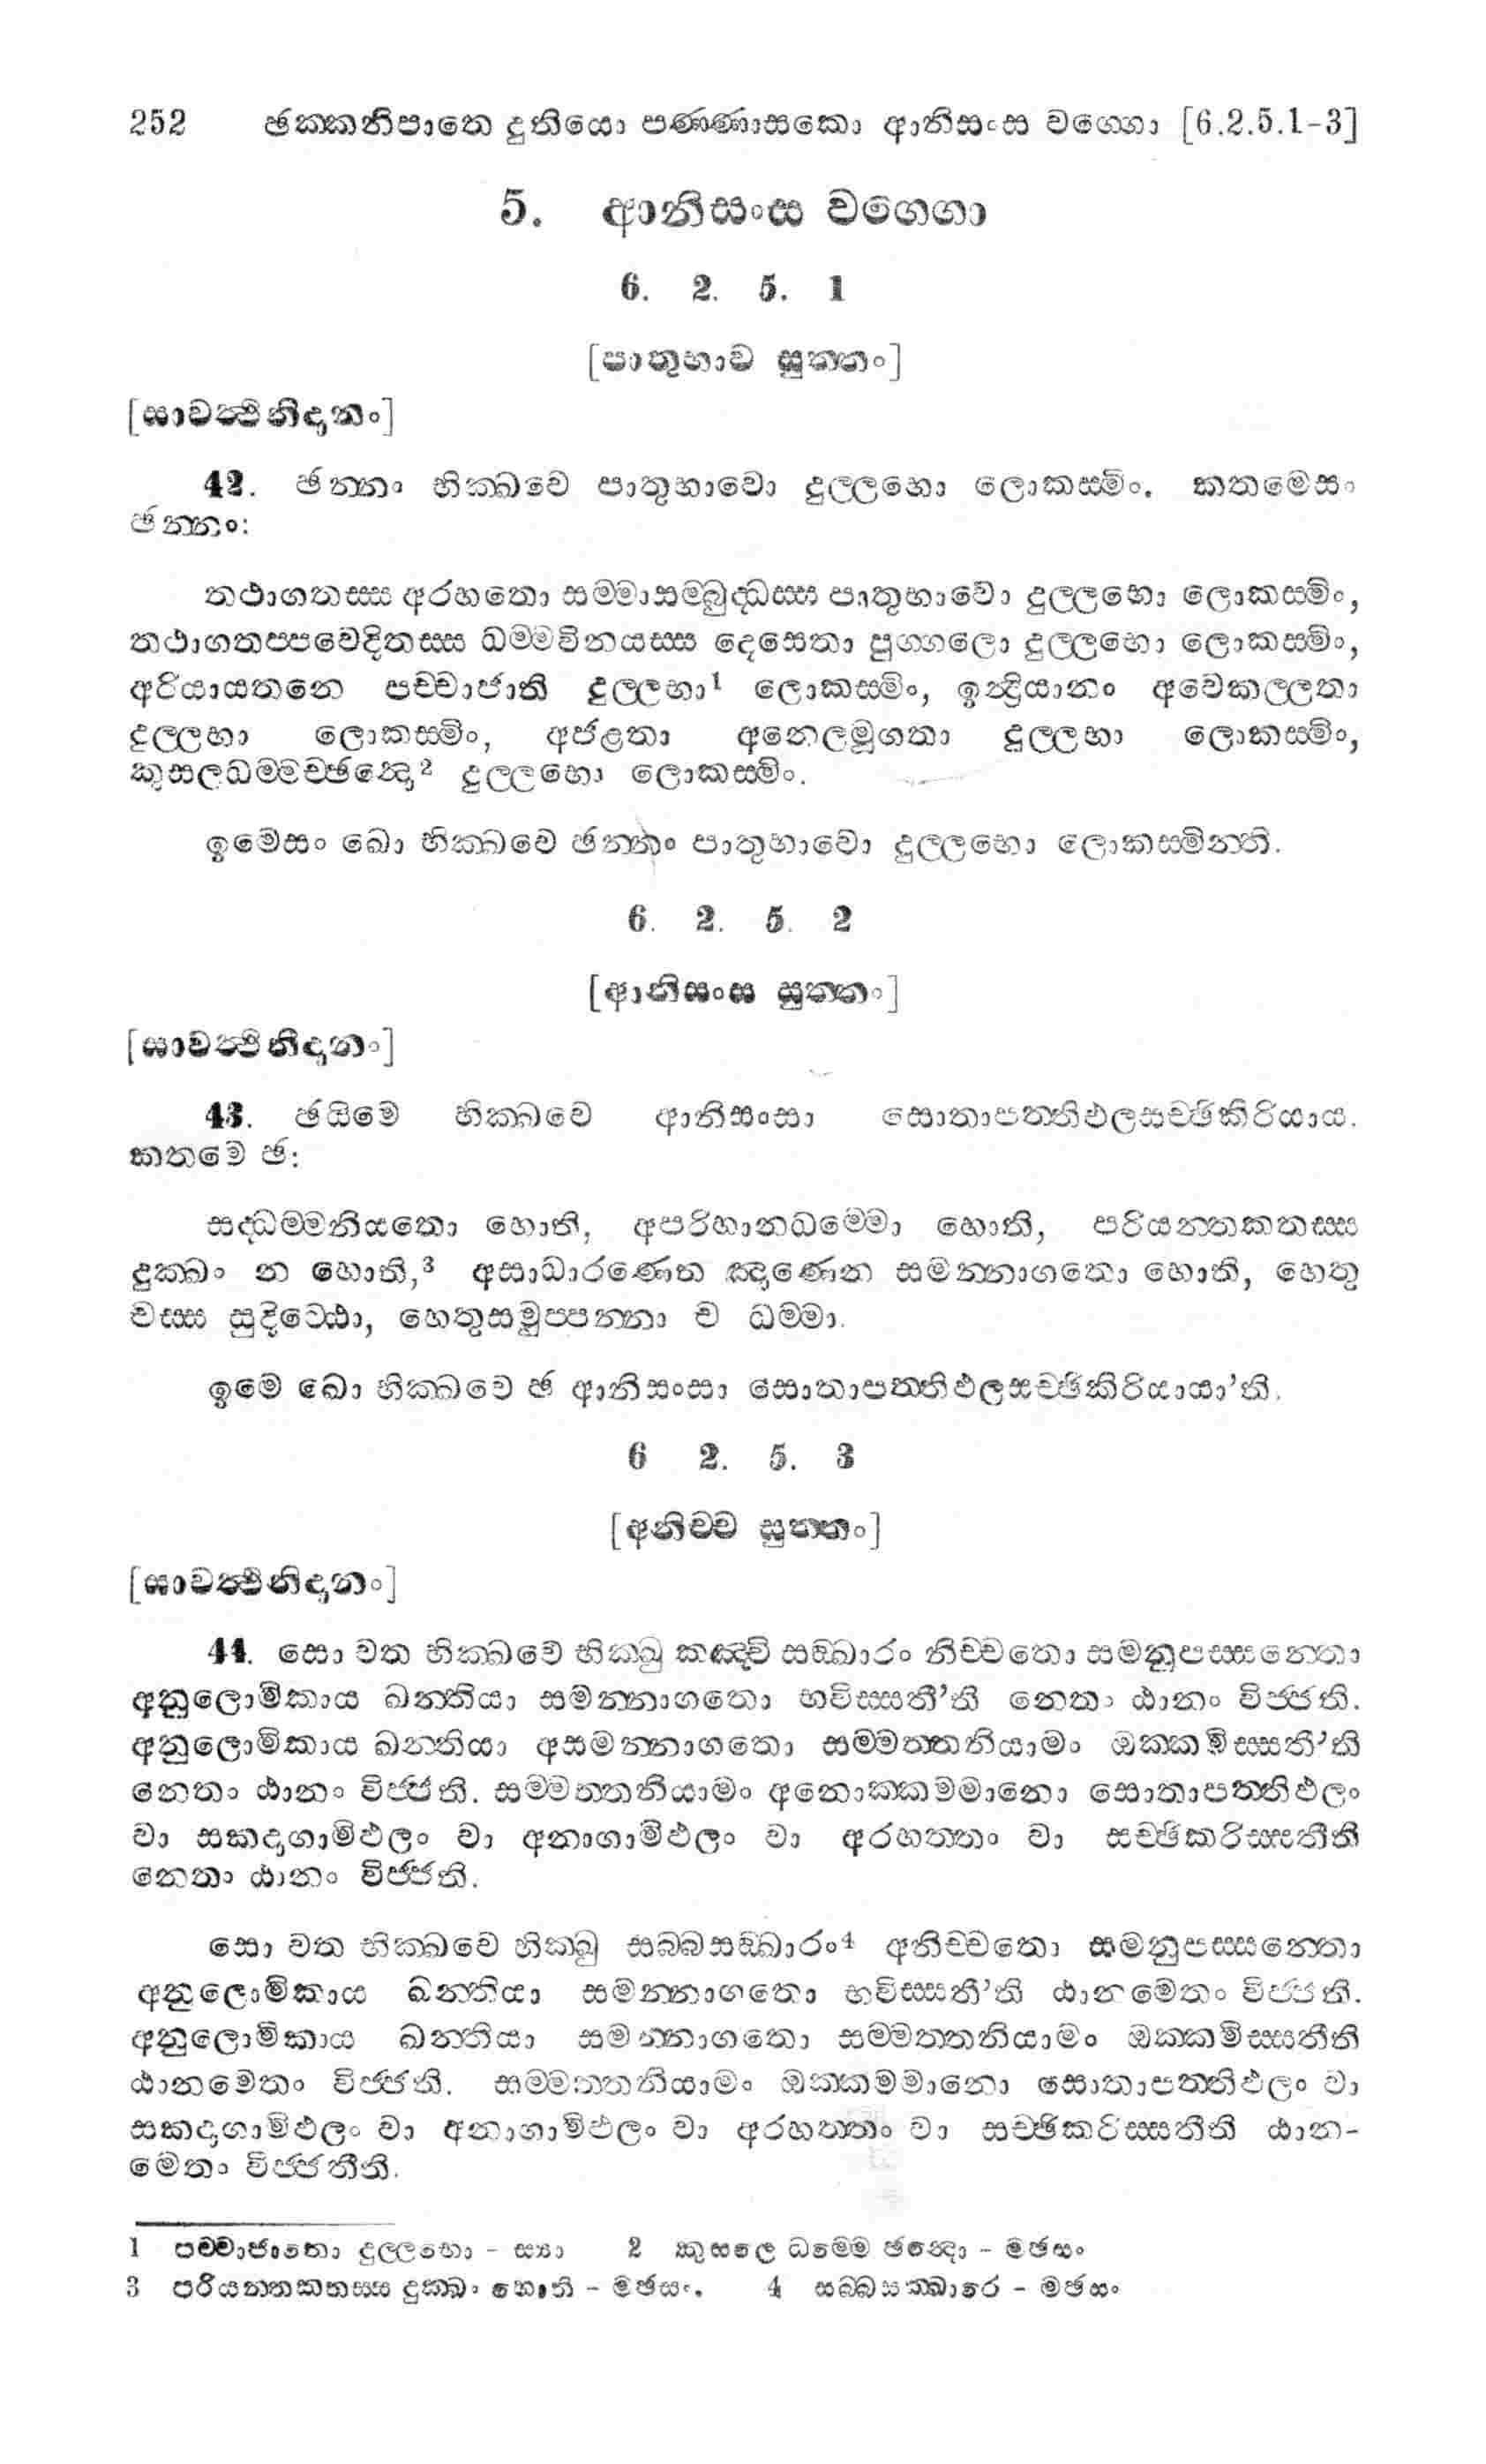 252 ඡක්කනිපාතෙ දුතියො පණ්ණාසකො ආනිසංස වග්ගො [6.2.5.1-3]
5. ආනිසංස වග්ගො
6. 2. 5. 1
[පාතුභාව සුත්තං]
[සාවත්ථිනිදානං]
42. ඡන්නං භික්ඛවෙ පාතුභාවො දුල්ලභො ලොකස්මිං. කතමෙසං
ඡන්නං:
තථාගතස්ස අරහතො සම්මාසම්බුද්ධස්ස පාතුභාවො දුල්ලභො ලොකස්මිං,
තථාගතප්පවෙදිතස්ස ධම්මවිනයස්ස දෙසෙතා පුග්ගලො දුල්ලභො ලොකස්මිං,
අරියායතනෙ පච්චාජාති දුල්ලභා1 ලොකස්මිං, ඉන්ද්‍රියානං අවෙකල්ලතා
දුල්ලභා ලොකස්මිං, අජළතා අනෙලමූගතා දුල්ලභා ලොකස්මිං,
කුසලධම්මච්ඡන්දො2 දුල්ලභො ලොකස්මිං.
ඉමෙසං ඛො භික්ඛවෙ ඡන්නං පාතුභාවො දුල්ලභො ලොකස්මින්ති.
6. 2. 5. 2
[ආනිසංස සුත්තං]
[සාවත්ථිනිදානං]
43. ඡයිමෙ භික්ඛවෙ ආනිසංසා සොතාපත්තිඵලසච්ඡිකිරියාය.
කතමෙ ඡ:
සද්ධම්මනියතො හොති, අපරිහානධම්මො හොති, පරියන්තකතස්ස
දුක්ඛං න හොති,3 අසාධාරණෙන ඤාණෙන සමන්නාගතො හොති, හෙතු
චස්ස සුදිට්ඨො, හෙතුසමුප්පන්නා ච ධම්මා.
ඉමෙ ඛො භික්ඛවෙ ඡ ආනිසංසා සොතාපත්තිඵලසච්ඡිකිරියායා’ති.
6 2. 5. 3
[අනිච්ච සුත්තං]
[සාවත්ථිනිදානං]
44. සො වත භික්ඛවෙ භික්ඛු කඤ්චි සඞ්ඛාරං නිච්චතො සමනුපස්සන්තො
අනුලොමිකාය ඛන්තියා සමන්නාගතො භවිස්සතී’ති නෙතං ඨානං විජ්ජති.
අනුලොමිකාය ඛන්තියා අසමන්නාගතො සම්මත්තනියාමං ඔක්කමිස්සතී’ති
නෙතං ඨානං විජ්ජති. සම්මත්තනියාමං අනොක්කමමානො සොතාපත්තිඵලං
වා සකදාගාමිඵලං වා අනාගාමිඵලං වා අරහත්තං වා සච්ඡිකරිස්සතීති
නෙතං ඨානං විජ්ජති.
සො වත භික්ඛවෙ භික්ඛු සබ්බසඞ්ඛාරං4 අනිච්චතො සමනුපස්සන්තො
අනුලොමිකාය ඛන්තියා සමන්නාගතො භවිස්සතී’ති ඨානමෙතං විජ්ජති.
අනුලොමිකාය ඛන්තියා සමන්නාගතො සම්මත්තනියාමං ඔක්කමිස්සතීති
ඨානමෙතං විජ්ජති. සම්මත්තනියාමං ඔක්කමමානො සොතාපත්තිඵලං වා
සකදාගාමිඵලං වා අනාගාමිඵලං වා අරහත්තං වා සච්ඡිකරිස්සතීති ඨාන-
මෙතං විජ්ජතීති.
1 පච්චාජාතො දුල්ලභො - ස්‍යා 2 කුසලෙ ධම්මෙ ඡන්දො - මඡසං
3 පරියන්තකතස්ස දුක්ඛං හොති - මඡසං. 4 සබ්බසඞ්ඛාරෙ - මඡසං